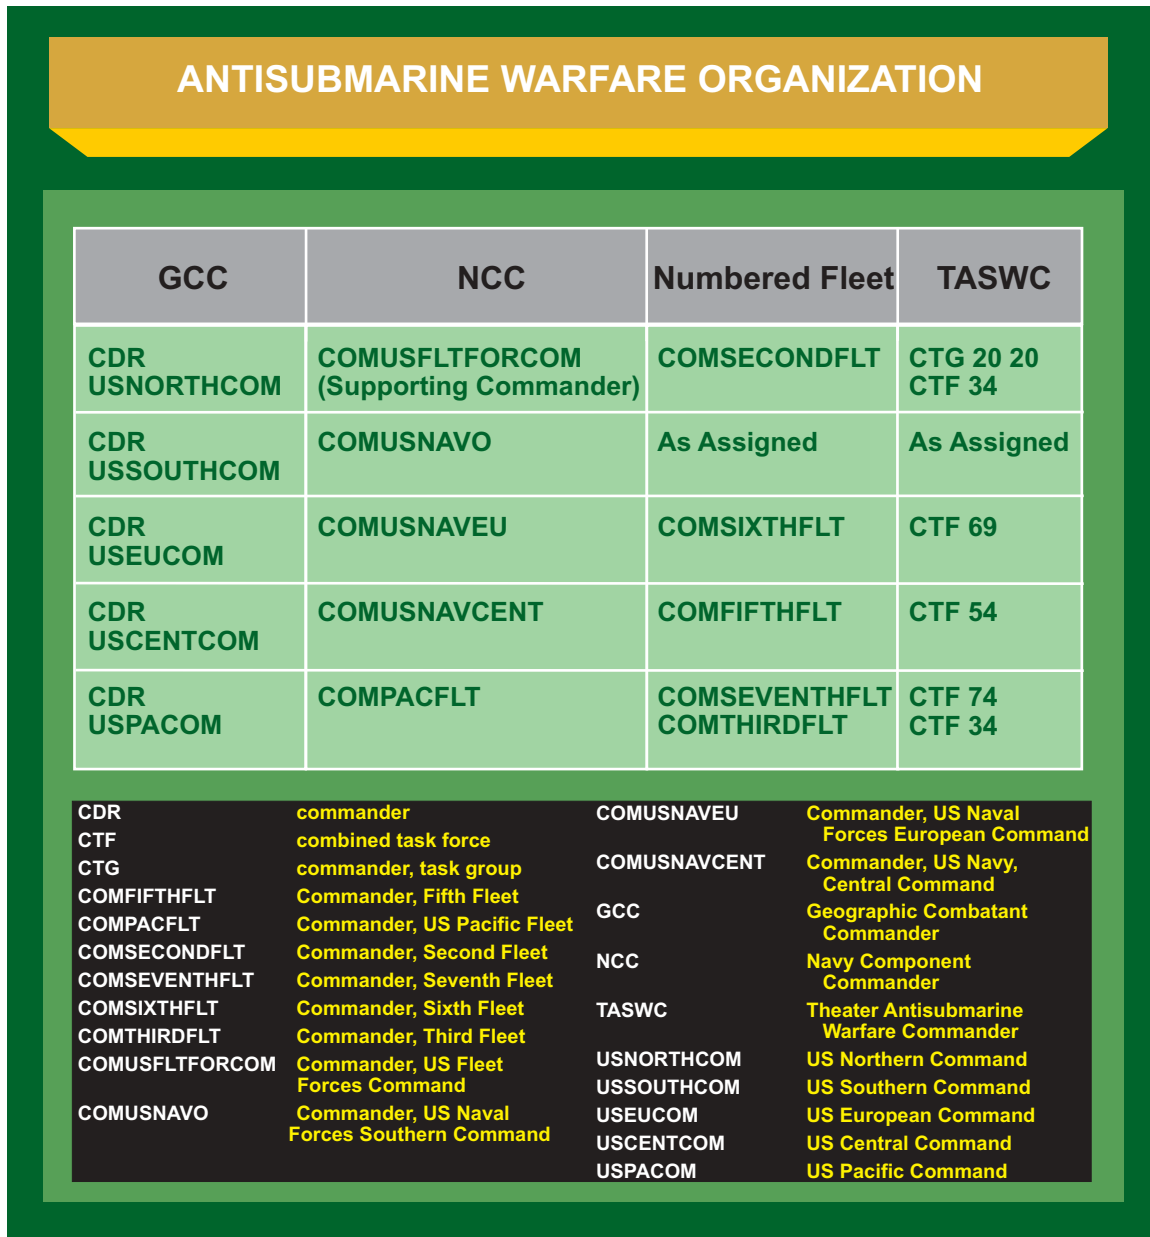 ANTISUBMARINE WARFARE ORGANIZATION
GCC NCC Numbered Fleet TASWC
CDR COMUSFLTFORCOM COMSECONDFLT CTG 20 20
USNORTHCOM (Supporting Commander) CTF 34
CDR COMUSNAVO As Assigned As Assigned
USSOUTHCOM
CDR COMUSNAVEU COMSIXTHFLT CTF 69
USEUCOM
CDR COMUSNAVCENT COMFIFTHFLT CTF 54
USCENTCOM
CDR COMPACFLT COMSEVENTHFLT CTF 74
USPACOM COMTHIRDFLT CTF 34
CDR commander
CTF combined task force
CTG commander, task group
COMFIFTHFLT Commander, Fifth Fleet
COMPACFLT Commander, US Pacific Fleet
COMSECONDFLT Commander, Second Fleet
COMSEVENTHFLT Commander, Seventh Fleet
COMSIXTHFLT Commander, Sixth Fleet
COMTHIRDFLT Commander, Third Fleet
COMUSFLTFORCOM Commander, US Fleet
Forces Command
COMUSNAVO Commander, US Naval
Forces Southern Command
COMUSNAVEU Commander, US Naval
Forces European Command
COMUSNAVCENT Commander, US Navy,
Central Command
GCC Geographic Combatant
Commander
NCC Navy Component
Commander
TASWC Theater Antisubmarine
Warfare Commander
USNORTHCOM US Northern Command
USSOUTHCOM US Southern Command
USEUCOM US European Command
USCENTCOM US Central Command
USPACOM US Pacific Command